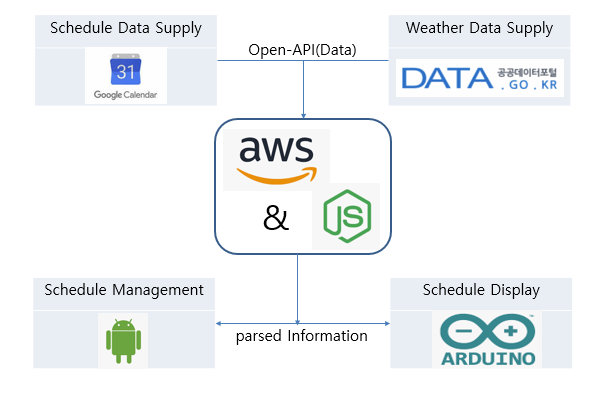 Schedule Data Supply
31
Google Calendar
Open-API(Data)
Weather Data Supply
DATA 공공데이터포털
.GO.KR
aws
&
JS
Schedule Management
Schedule Display
parsed Information
ARDUINO